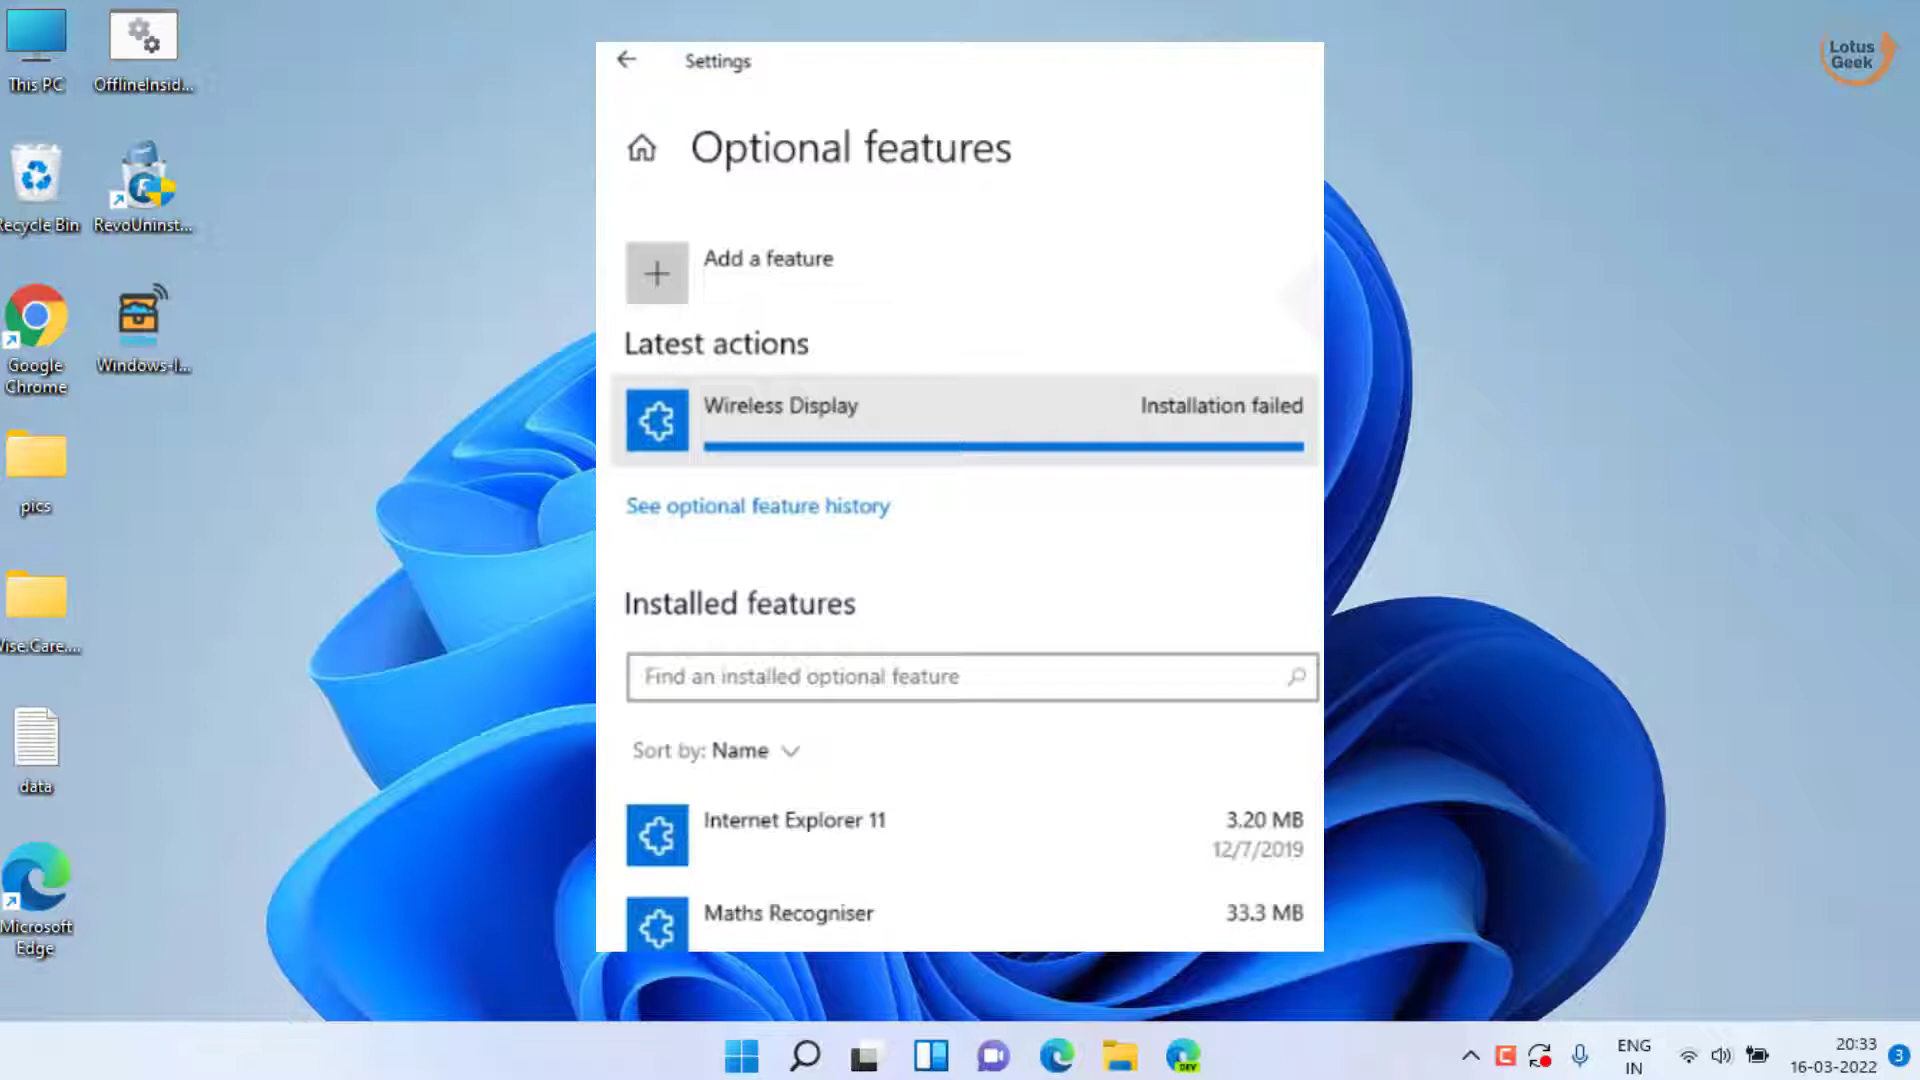 This PC
OfflineInsid...
Recycle Bin
RevoUninst...
Google
Chrome
Windows-I...
pics
Wise.Care....
data
Microsoft
Edge
Lotus
Geek
Settings
Optional features
Add a feature
Latest actions
Wireless Display
Installation failed
See optional feature history
Installed features
Find an installed optional feature
Sort by: Name
Internet Explorer 11
3.20 MB
12/7/2019
Maths Recogniser
33.3 MB
DEV
ENG
IN
20:33
16-03-2022
3